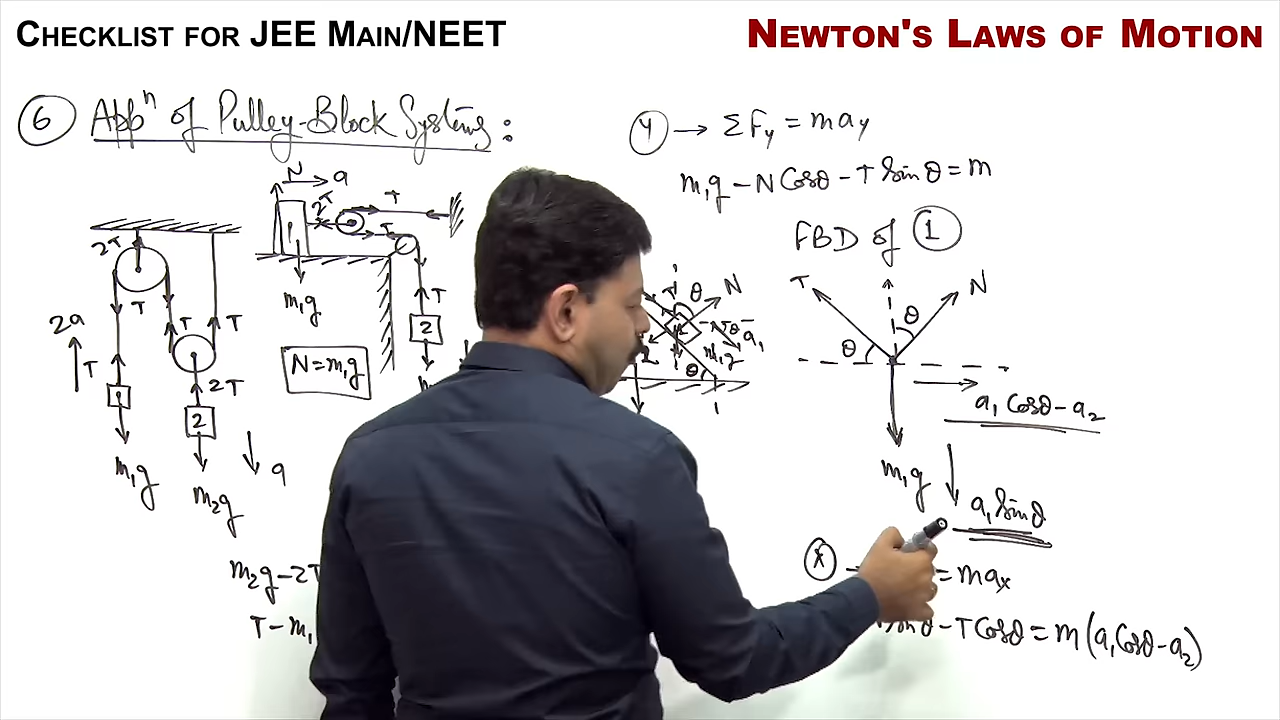 CHECKLIST FOR JEE MAIN/NEET
NEWTON'S LAWS OF MOTION
6 Appⁿ of Pulley-Block Systems :
N
a
2T
T
T
1
m₁g
N = m₁g
T
2
2T
T
T
T
2a
T
1
m₁g
2T
2
m₂g
a
m₂g - 2T
T - m₁
Y → ΣFy = may
m₁g - N Cosθ - T Sinθ = m
θ
N
a₁
m₁g
θ
FBD of 1
T
N
θ
θ
a₁ Cosθ - a₂
m₁g
a₁ Sinθ
X
= max
Sinθ - T Cosθ = m(a₁ Cosθ - a₂)